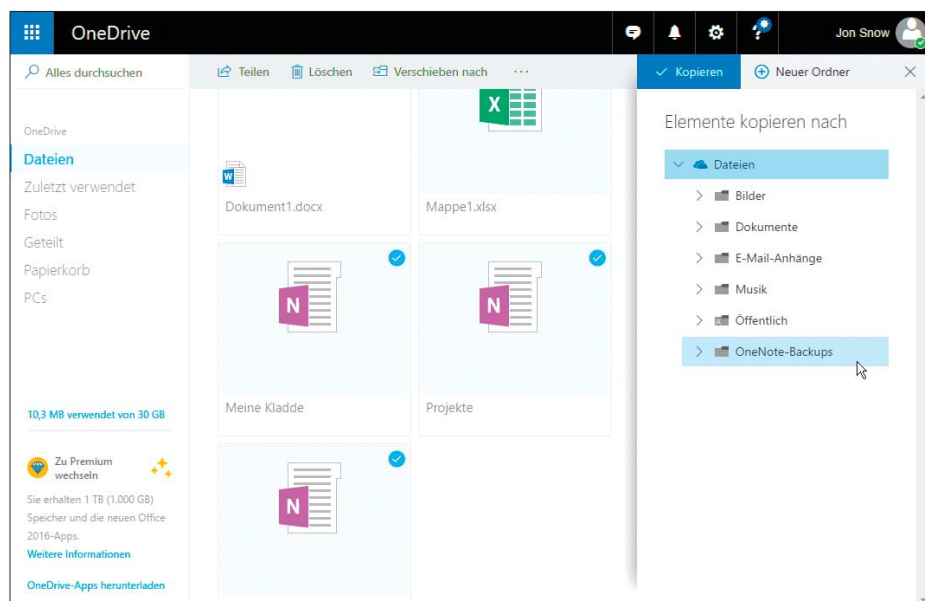 OneDrive
Jon Snow
Alles durchsuchen
Teilen
Löschen
Verschieben nach
...
Kopieren
Neuer Ordner
OneDrive
Dateien
Zuletzt verwendet
Fotos
Geteilt
Papierkorb
PCs
10,3 MB verwendet von 30 GB
Zu Premium
wechseln
Sie erhalten 1 TB (1.000 GB)
Speicher und die neuen Office
2016-Apps.
Weitere Informationen
OneDrive-Apps herunterladen
X
W
Dokument1.docx
Mappe1.xlsx
N
N
Meine Kladde
Projekte
N
Elemente kopieren nach
Dateien
Bilder
Dokumente
E-Mail-Anhänge
Musik
Öffentlich
OneNote-Backups